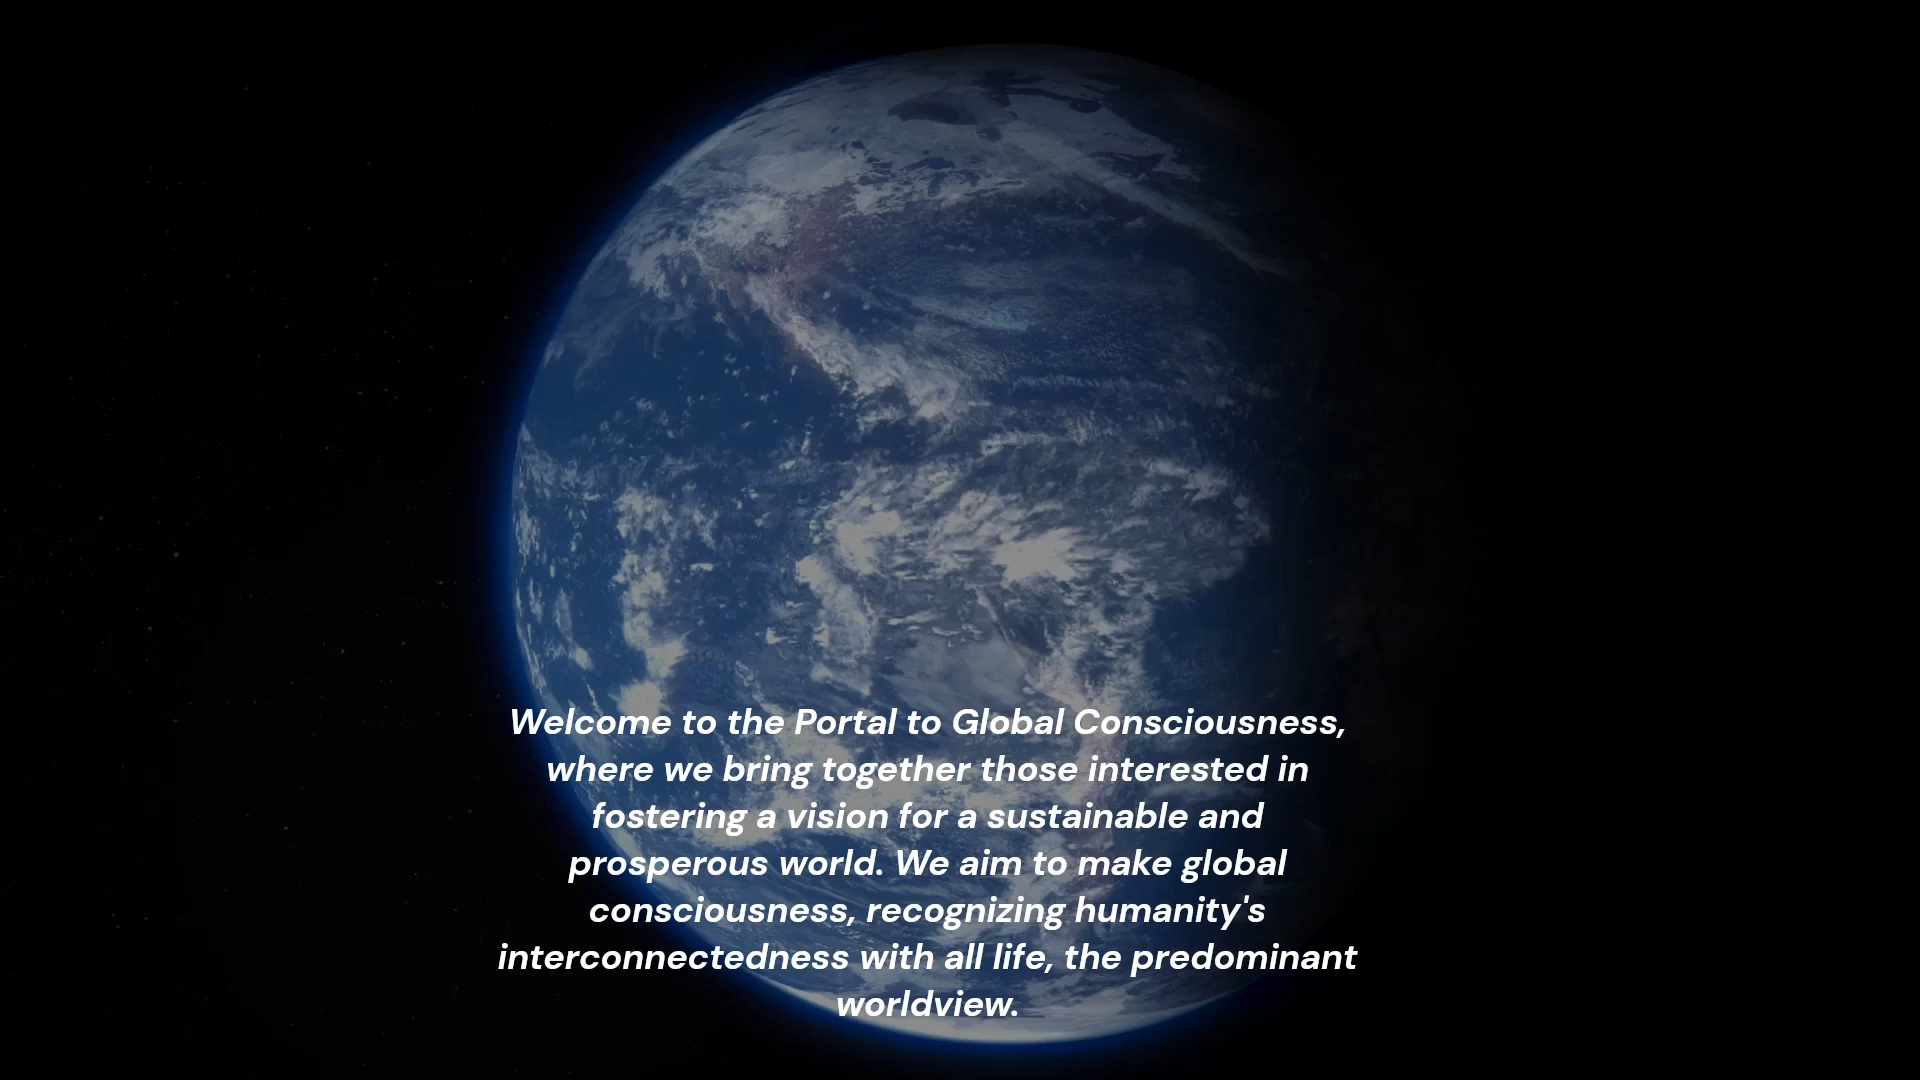 Welcome to the Portal to Global Consciousness,
where we bring together those interested in
fostering a vision for a sustainable and
prosperous world. We aim to make global
consciousness, recognizing humanity's
interconnectedness with all life, the predominant
worldview.